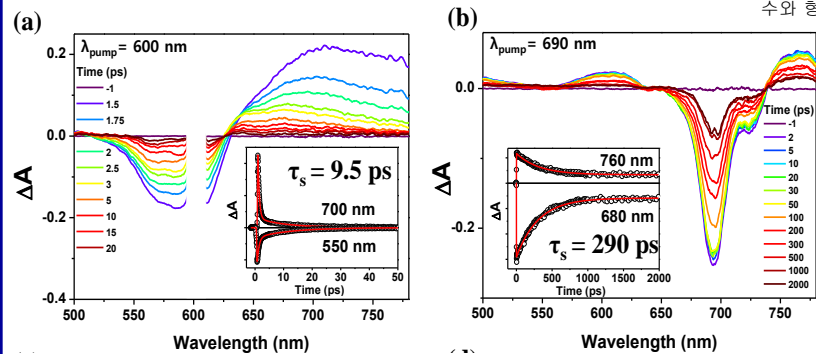 수와 형
(a)
λpump = 600 nm
Time (ps)
-1
1.5
1.75
2
2.5
3
5
10
15
20
0.2
0.0
-0.2
-0.4
ΔA
500 550 600 650 700 750
Wavelength (nm)
τs = 9.5 ps
700 nm
550 nm
ΔA
0 10 20 30 40 50
Time (ps)
(b)
λpump = 690 nm
0.0
-0.2
ΔA
500 550 600 650 700 750
Wavelength (nm)
Time (ps)
-1
2
5
10
20
30
50
100
200
300
500
1000
2000
760 nm
680 nm
τs = 290 ps
ΔA
0 500 1000 1500 2000
Time (ps)